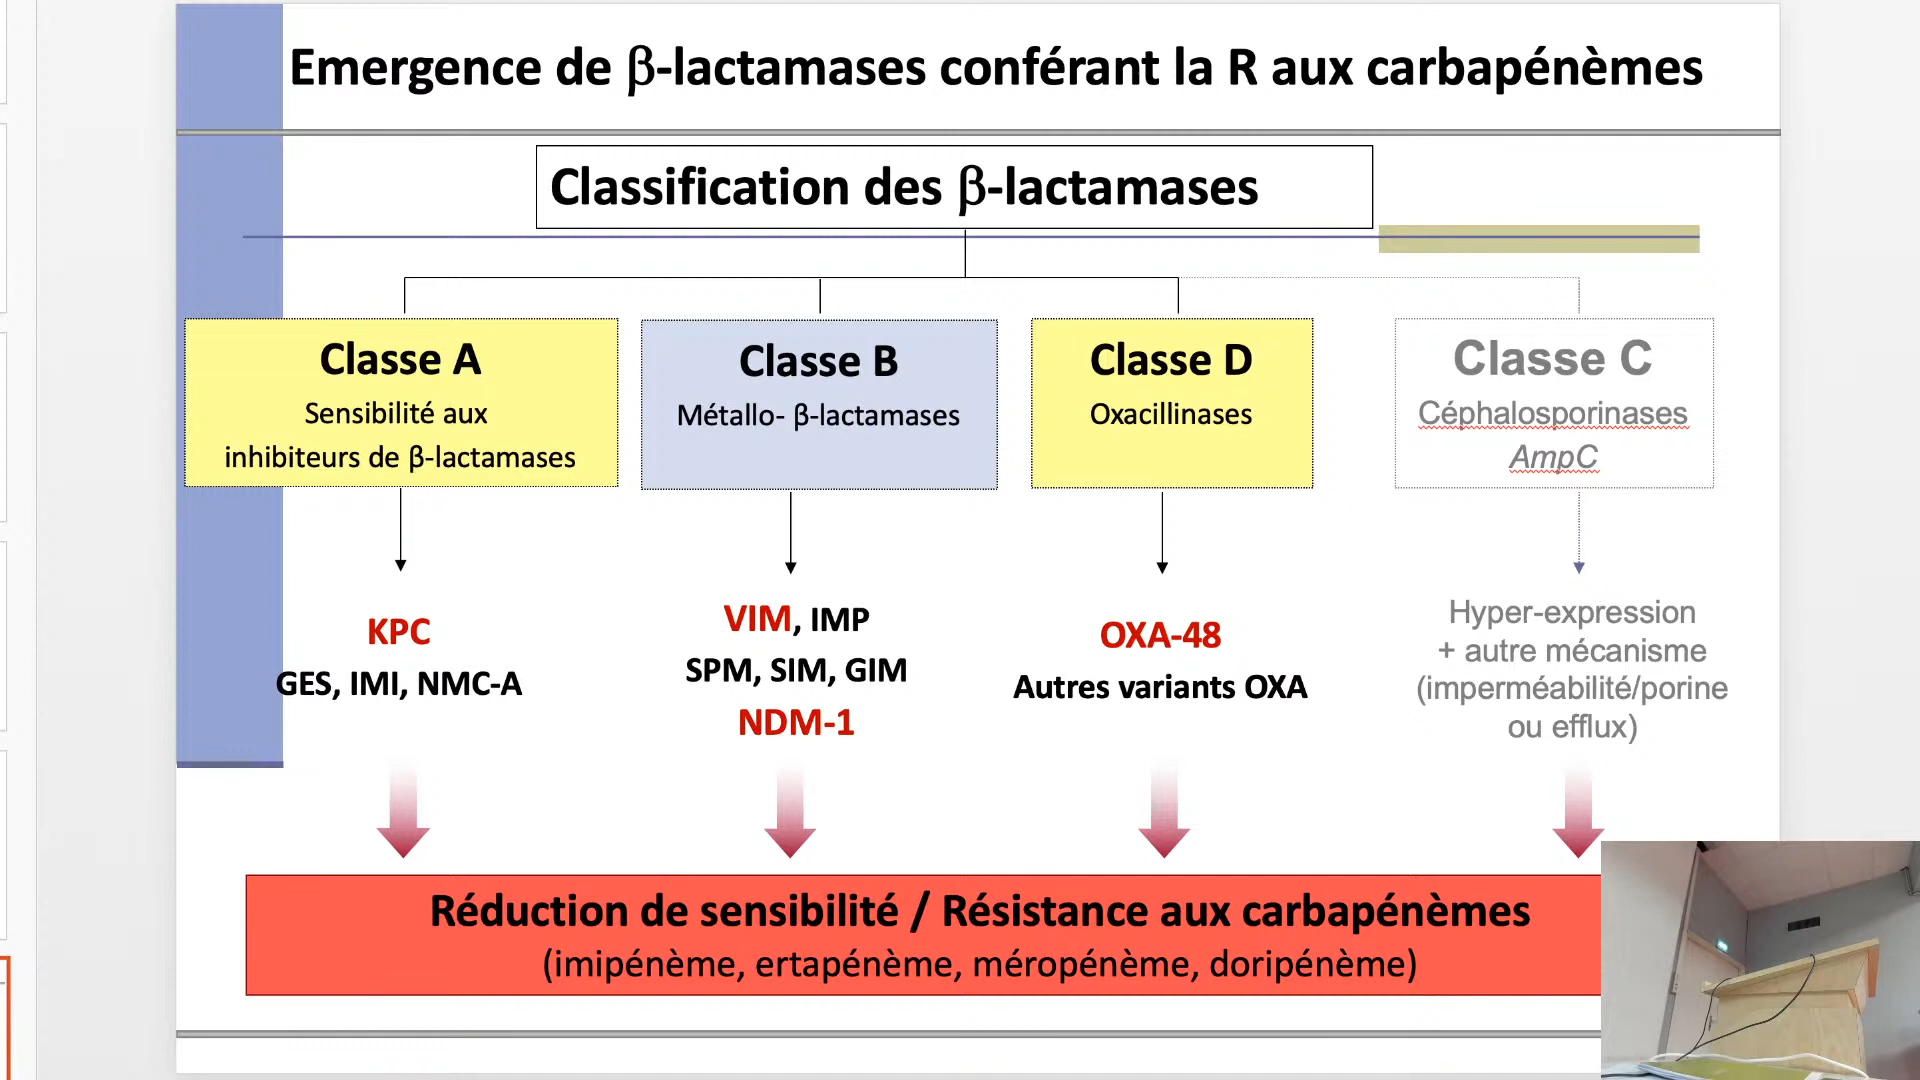 Emergence de β-lactamases conférant la R aux carbapénèmes
Classification des β-lactamases
Classe A
Sensibilité aux
inhibiteurs de β-lactamases
Classe B
Métallo- β-lactamases
Classe D
Oxacillinases
Classe C
Céphalosporinases
AmpC
KPC
GES, IMI, NMC-A
VIM, IMP
SPM, SIM, GIM
NDM-1
OXA-48
Autres variants OXA
Hyper-expression
+ autre mécanisme
(imperméabilité/porine
ou efflux)
Réduction de sensibilité / Résistance aux carbapénèmes
(imipénème, ertapénème, méropénème, doripénème)